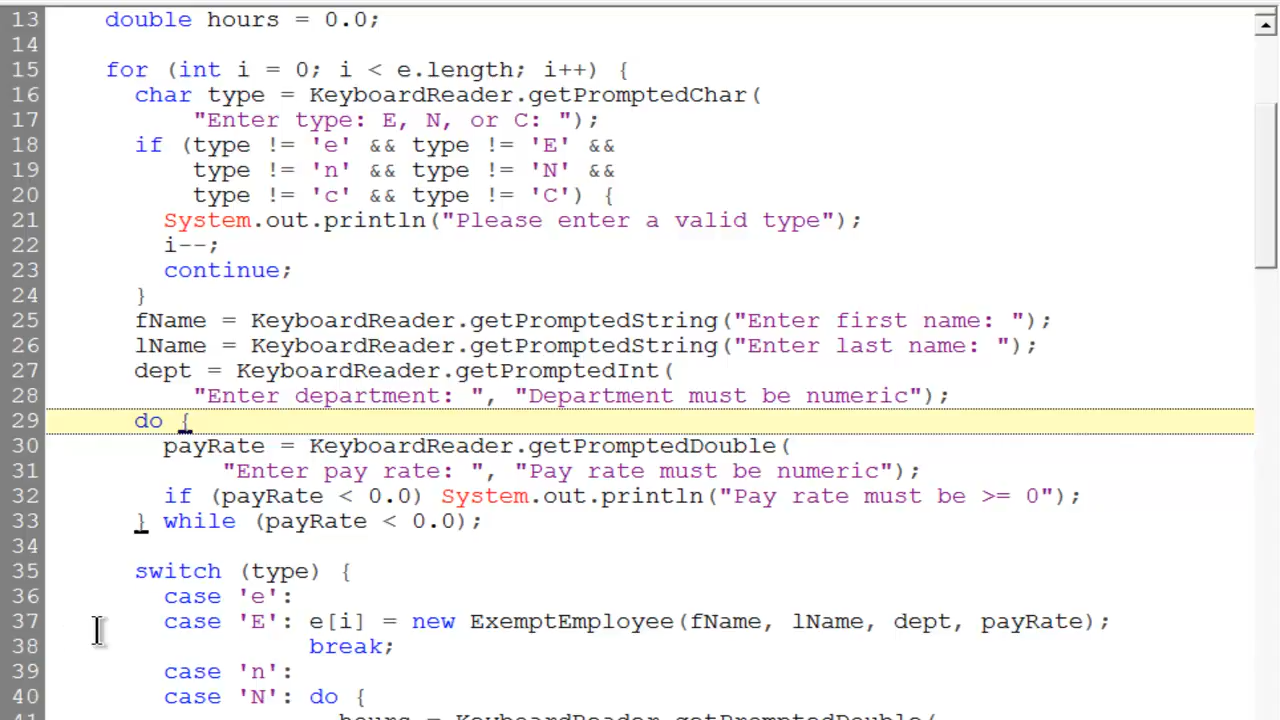 13 double hours = 0.0;
14
15 for (int i = 0; i < e.length; i++) {
16 char type = KeyboardReader.getPromptedChar(
17 "Enter type: E, N, or C: ");
18 if (type != 'e' && type != 'E' &&
19 type != 'n' && type != 'N' &&
20 type != 'c' && type != 'C') {
21 System.out.println("Please enter a valid type");
22 i--;
23 continue;
24 }
25 fName = KeyboardReader.getPromptedString("Enter first name: ");
26 lName = KeyboardReader.getPromptedString("Enter last name: ");
27 dept = KeyboardReader.getPromptedInt(
28 "Enter department: ", "Department must be numeric");
29 do {
30 payRate = KeyboardReader.getPromptedDouble(
31 "Enter pay rate: ", "Pay rate must be numeric");
32 if (payRate < 0.0) System.out.println("Pay rate must be >= 0");
33 } while (payRate < 0.0);
34
35 switch (type) {
36 case 'e':
37 case 'E': e[i] = new ExemptEmployee(fName, lName, dept, payRate);
38 break;
39 case 'n':
40 case 'N': do {
41 hours = KeyboardReader.getPromptedDouble(